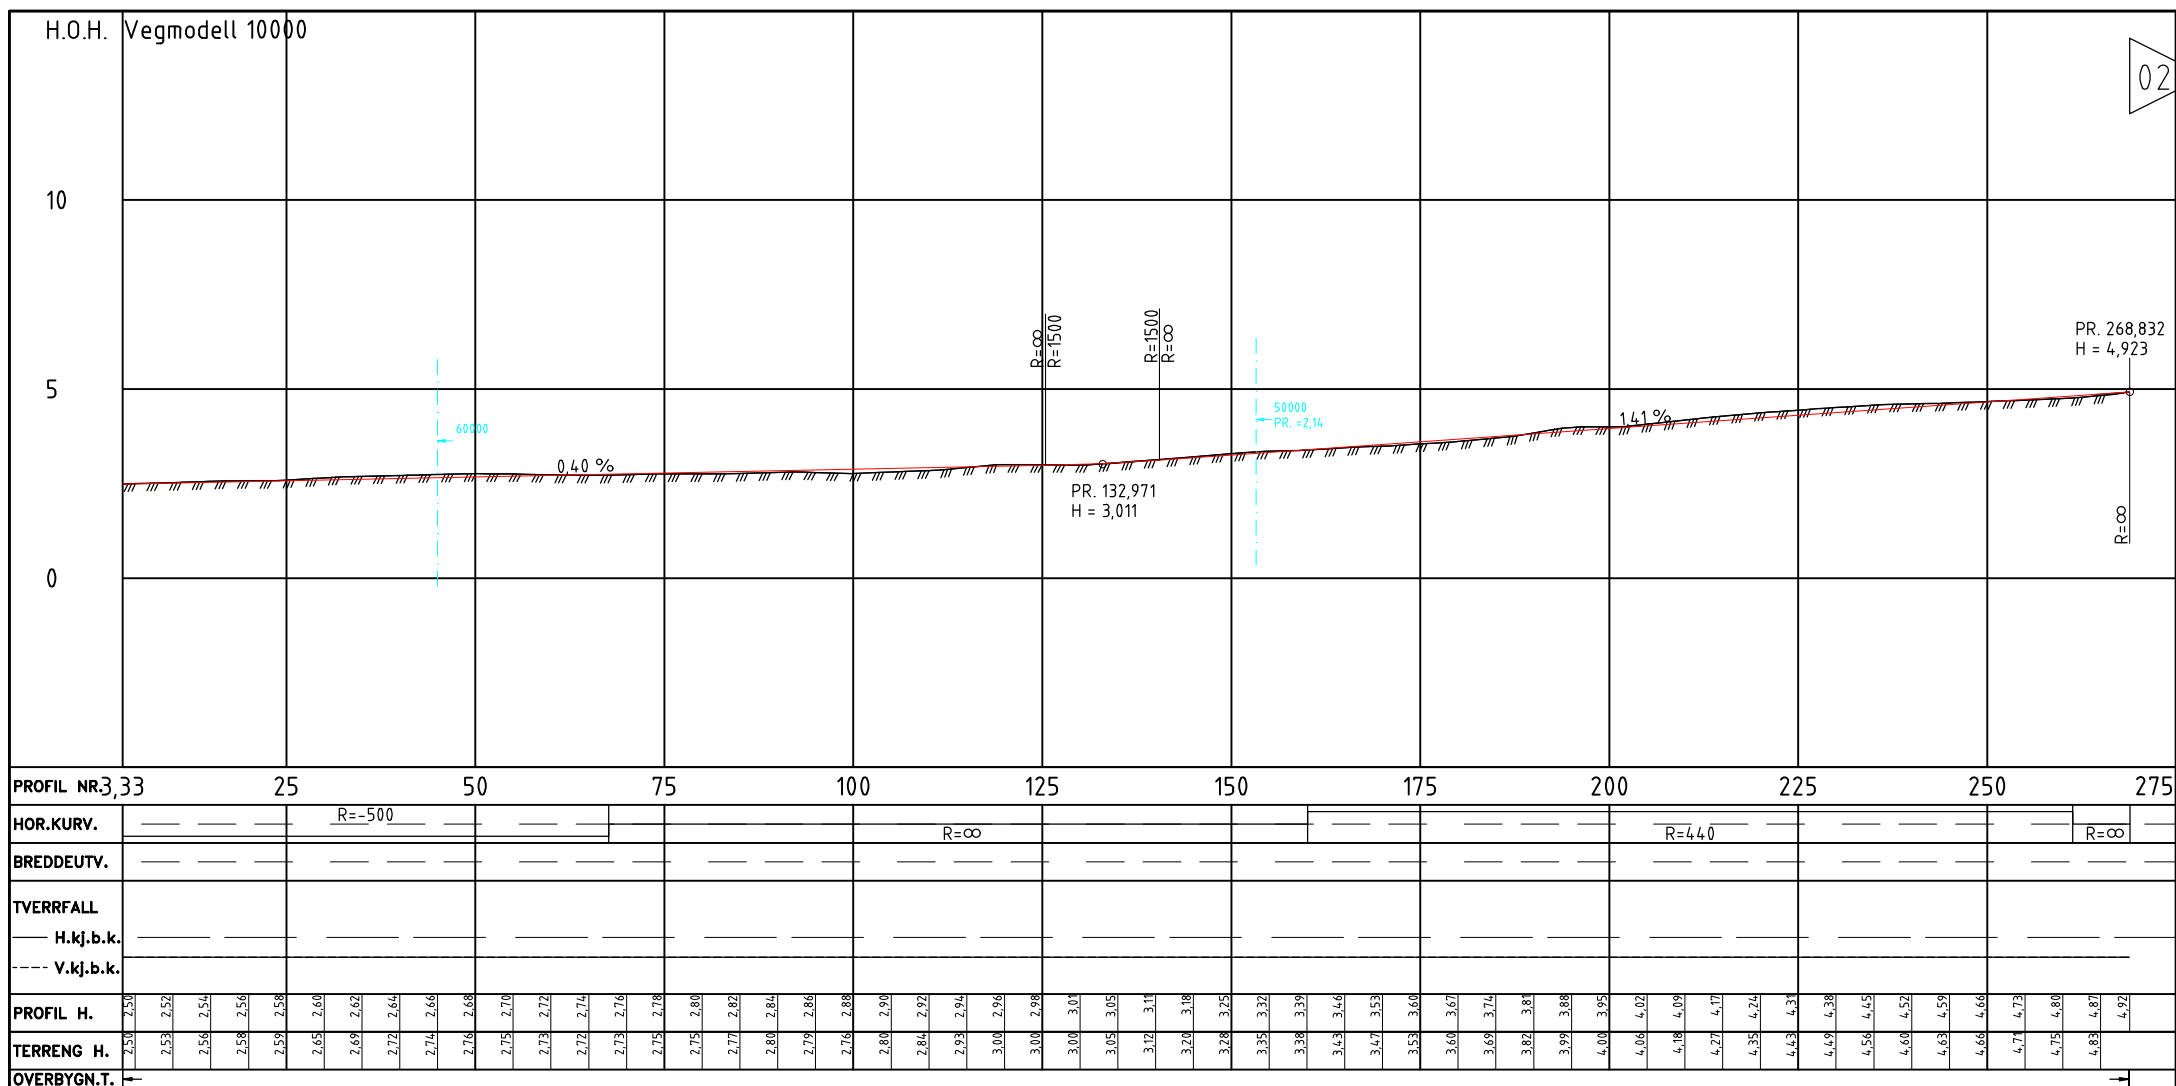 H.O.H. Vegmodell 10000
02
10
R=∞
R=1500
R=1500
R=∞
PR. 268,832
H = 4,923
5
50000
PR. =2,14
60000
1,41 %
0,40 %
PR. 132,971
H = 3,011
R=∞
0
PROFIL NR. 3,33 25 50 75 100 125 150 175 200 225 250 275
HOR.KURV. R=-500 R=∞ R=440 R=∞
BREDDEUTV.
TVERRFALL
H.kj.b.k.
V.kj.b.k.
PROFIL H. 2,50 2,52 2,54 2,56 2,58 2,60 2,62 2,64 2,66 2,68 2,70 2,72 2,74 2,76 2,78 2,80 2,82 2,84 2,86 2,88 2,90 2,92 2,94 2,96 2,98 3,01 3,05 3,11 3,18 3,25 3,32 3,39 3,46 3,53 3,60 3,67 3,74 3,81 3,88 3,95 4,02 4,09 4,17 4,24 4,31 4,38 4,45 4,52 4,59 4,66 4,73 4,80 4,87 4,92
TERRENG H. 2,50 2,53 2,56 2,58 2,59 2,65 2,69 2,72 2,74 2,76 2,75 2,73 2,72 2,73 2,75 2,75 2,77 2,80 2,79 2,76 2,80 2,84 2,93 3,00 3,00 3,00 3,05 3,12 3,20 3,28 3,35 3,38 3,43 3,47 3,53 3,60 3,69 3,82 3,99 4,00 4,06 4,18 4,27 4,35 4,43 4,49 4,56 4,60 4,63 4,66 4,71 4,75 4,83
OVERBYGN.T.